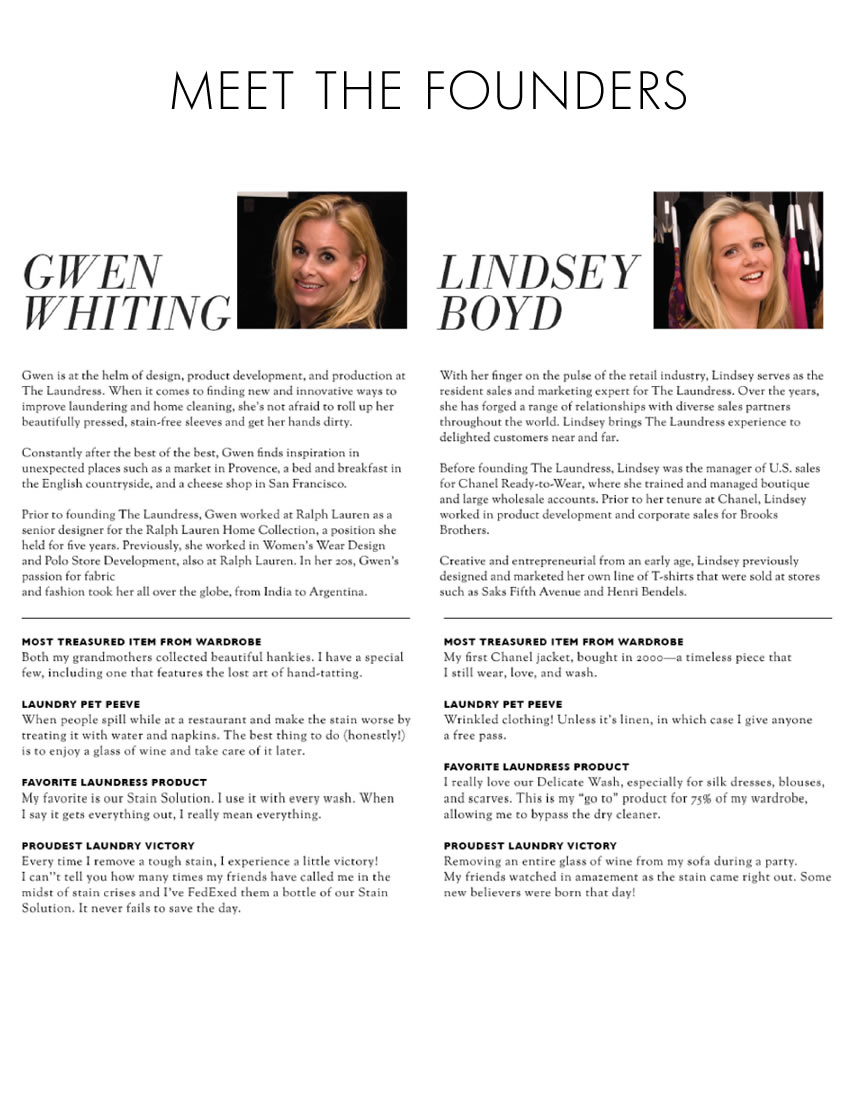 MEET THE FOUNDERS
GWEN
WHITING
Gwen is at the helm of design, product development, and production at
The Laundress. When it comes to finding new and innovative ways to
improve laundering and home cleaning, she's not afraid to roll up her
beautifully pressed, stain-free sleeves and get her hands dirty.
Constantly after the best of the best, Gwen finds inspiration in
unexpected places such as a market in Provence, a bed and breakfast in
the English countryside, and a cheese shop in San Francisco.
Prior to founding The Laundress, Gwen worked at Ralph Lauren as a
senior designer for the Ralph Lauren Home Collection, a position she
held for five years. Previously, she worked in Women's Wear Design
and Polo Store Development, also at Ralph Lauren. In her 20s, Gwen's
passion for fabric
and fashion took her all over the globe, from India to Argentina.
MOST TREASURED ITEM FROM WARDROBE
Both my grandmothers collected beautiful hankies. I have a special
few, including one that features the lost art of hand-tatting.
LAUNDRY PET PEEVE
When people spill while at a restaurant and make the stain worse by
treating it with water and napkins. The best thing to do (honestly!)
is to enjoy a glass of wine and take care of it later.
FAVORITE LAUNDRESS PRODUCT
My favorite is our Stain Solution. I use it with every wash. When
I say it gets everything out, I really mean everything.
PROUDEST LAUNDRY VICTORY
Every time I remove a tough stain, I experience a little victory!
I can''t tell you how many times my friends have called me in the
midst of stain crises and I've FedExed them a bottle of our Stain
Solution. It never fails to save the day.
LINDSEY
BOYD
With her finger on the pulse of the retail industry, Lindsey serves as the
resident sales and marketing expert for The Laundress. Over the years,
she has forged a range of relationships with diverse sales partners
throughout the world. Lindsey brings The Laundress experience to
delighted customers near and far.
Before founding The Laundress, Lindsey was the manager of U.S. sales
for Chanel Ready-to-Wear, where she trained and managed boutique
and large wholesale accounts. Prior to her tenure at Chanel, Lindsey
worked in product development and corporate sales for Brooks
Brothers.
Creative and entrepreneurial from an early age, Lindsey previously
designed and marketed her own line of T-shirts that were sold at stores
such as Saks Fifth Avenue and Henri Bendels.
MOST TREASURED ITEM FROM WARDROBE
My first Chanel jacket, bought in 2000—a timeless piece that
I still wear, love, and wash.
LAUNDRY PET PEEVE
Wrinkled clothing! Unless it's linen, in which case I give anyone
a free pass.
FAVORITE LAUNDRESS PRODUCT
I really love our Delicate Wash, especially for silk dresses, blouses,
and scarves. This is my “go to” product for 75% of my wardrobe,
allowing me to bypass the dry cleaner.
PROUDEST LAUNDRY VICTORY
Removing an entire glass of wine from my sofa during a party.
My friends watched in amazement as the stain came right out. Some
new believers were born that day!